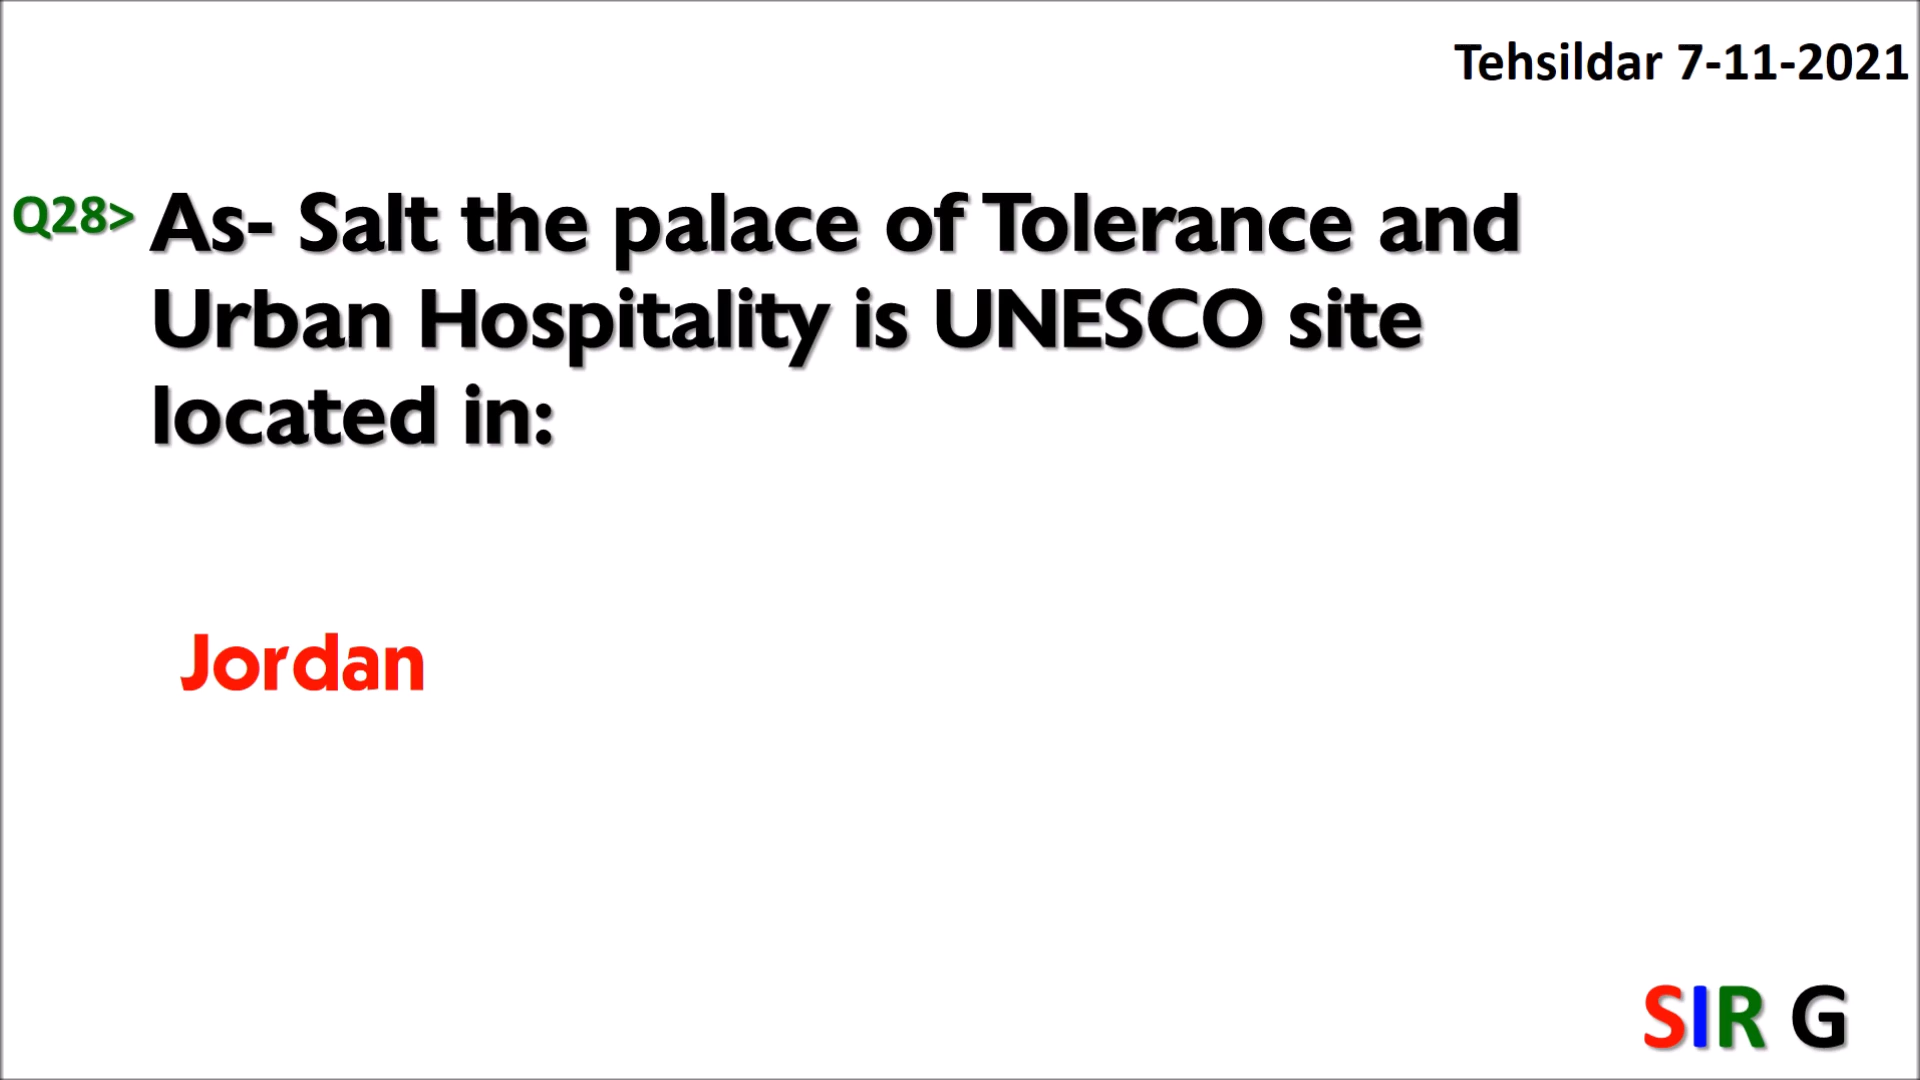 Tehsildar 7-11-2021
Q28> As- Salt the palace of Tolerance and
Urban Hospitality is UNESCO site
located in:
Jordan
SIR G